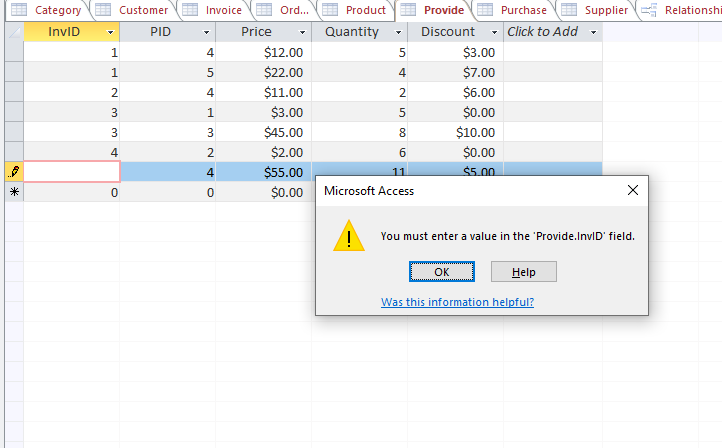 Category Customer Invoice Ord... Product Provide Purchase Supplier Relationshi
InvID PID Price Quantity Discount Click to Add
1 4 $12.00 5 $3.00
1 5 $22.00 4 $7.00
2 4 $11.00 2 $6.00
3 1 $3.00 5 $0.00
3 3 $45.00 8 $10.00
4 2 $2.00 6 $0.00
4 $55.00 11 $5.00
0 0 $0.00
Microsoft Access
You must enter a value in the 'Provide.InvID' field.
OK Help
Was this information helpful?